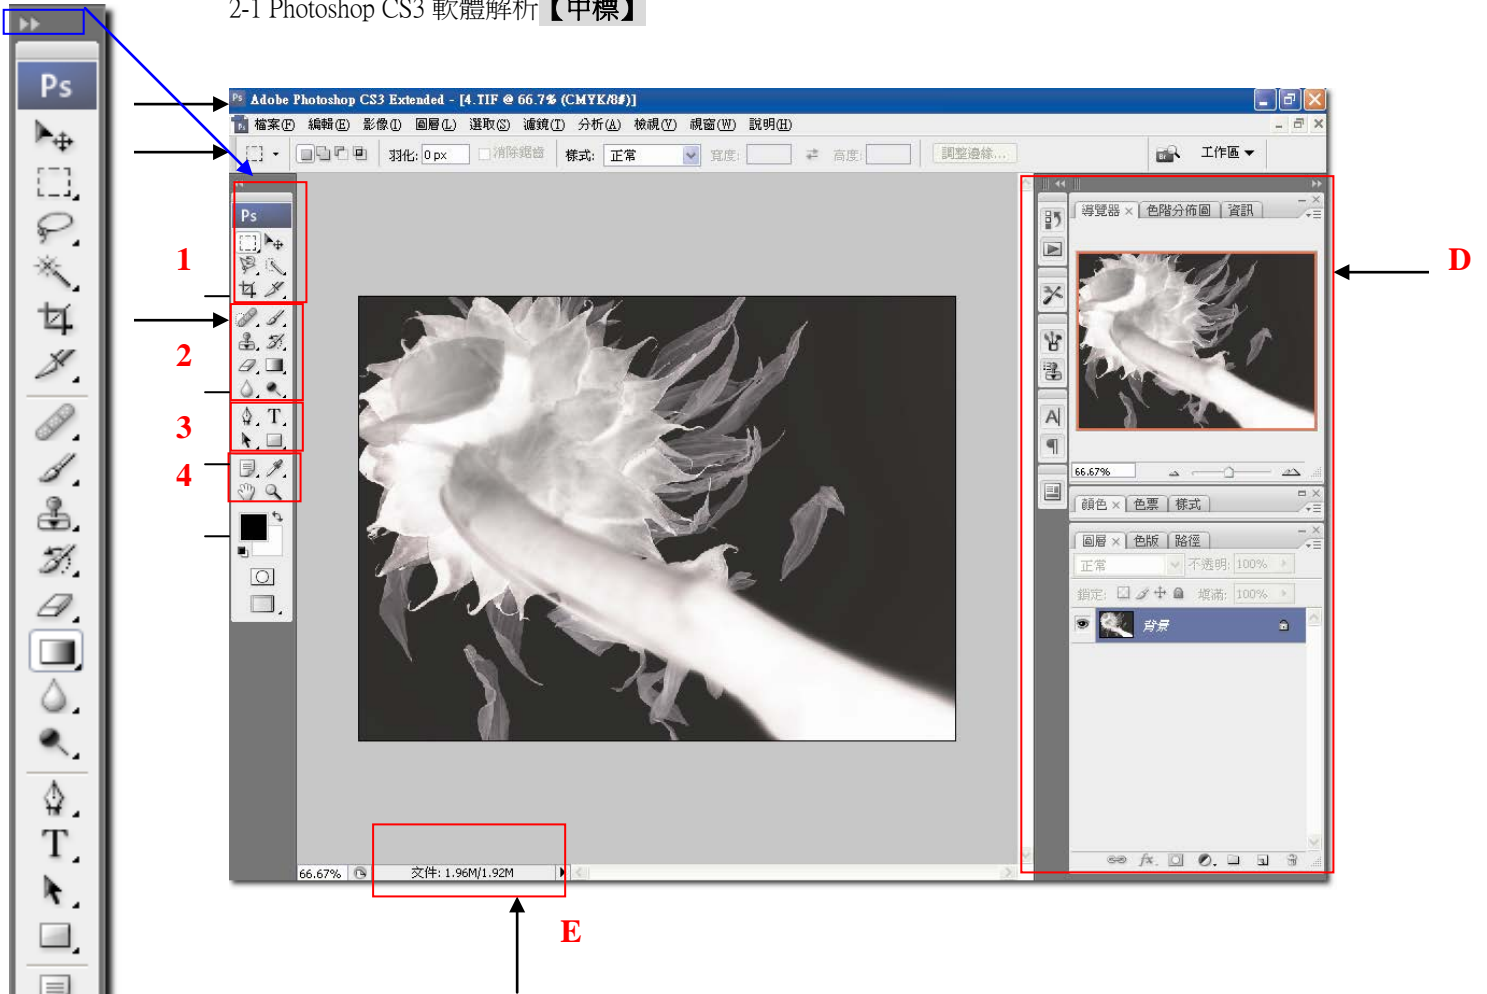 2-1 Photoshop CS3 軟體解析【中標】
Ps
Adobe Photoshop CS3 Extended - [4.TIF @ 66.7% (CMYK/8#)]
檔案(F) 編輯(E) 影像(I) 圖層(L) 選取(S) 濾鏡(T) 分析(A) 檢視(V) 視窗(W) 說明(H)
羽化: 0 px 消除鋸齒 樣式: 正常 寬度: 高度: 調整邊緣... 工作區
Ps
導覽器 色階分佈圖 資訊
1
D
2
3
T
4
A
66.67%
顏色 色票 樣式
圖層 色版 路徑
正常 不透明: 100%
鎖定: 填滿: 100%
背景
fx.
66.67% 文件: 1.96M/1.92M
E
T